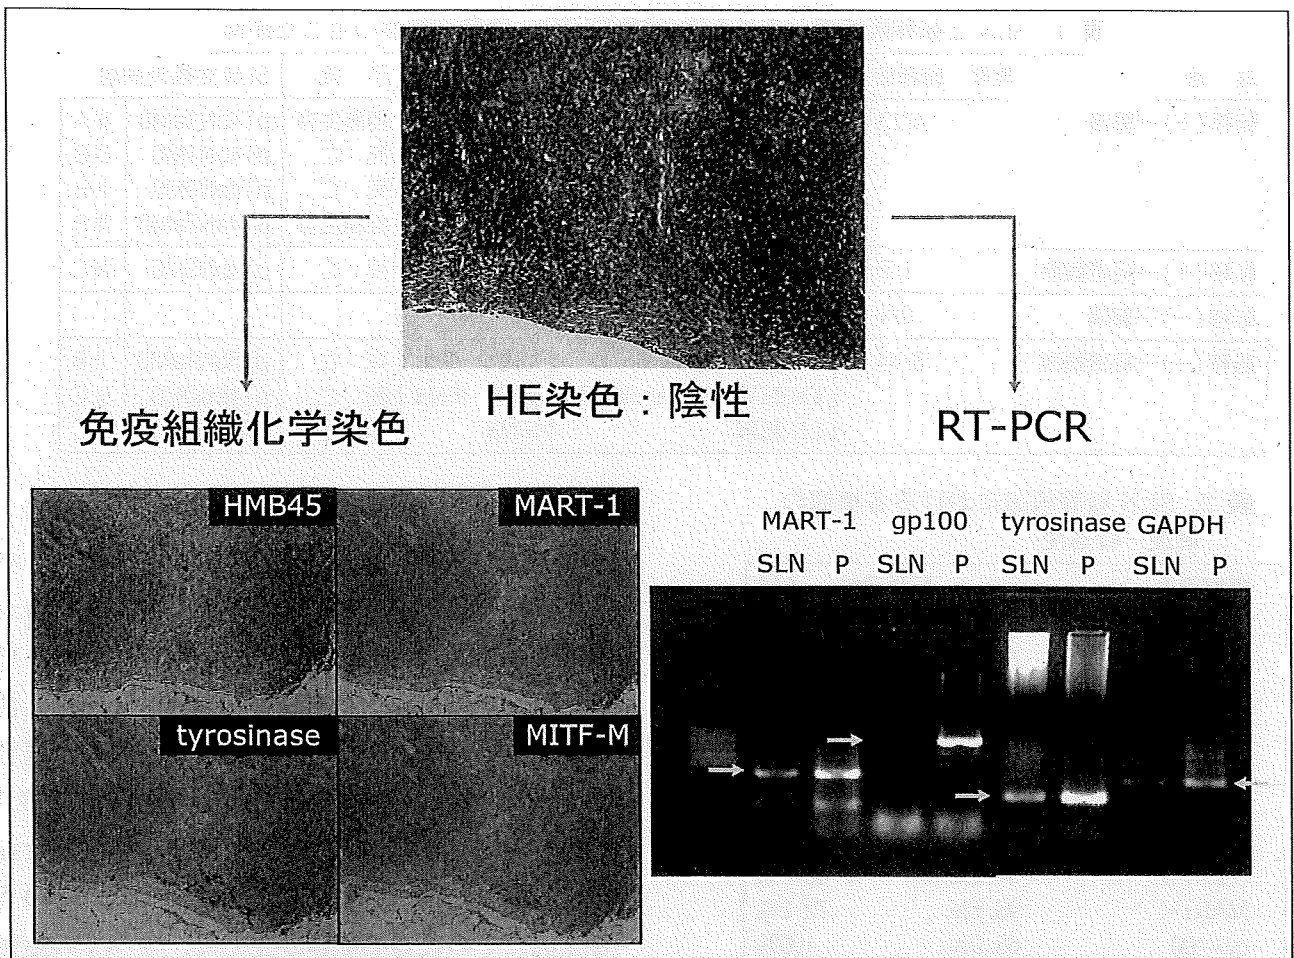 HE染色：陰性
免疫組織化学染色
RT-PCR
HMB45
MART-1
tyrosinase
MITF-M
MART-1 gp100 tyrosinase GAPDH
SLN P SLN P SLN P SLN P